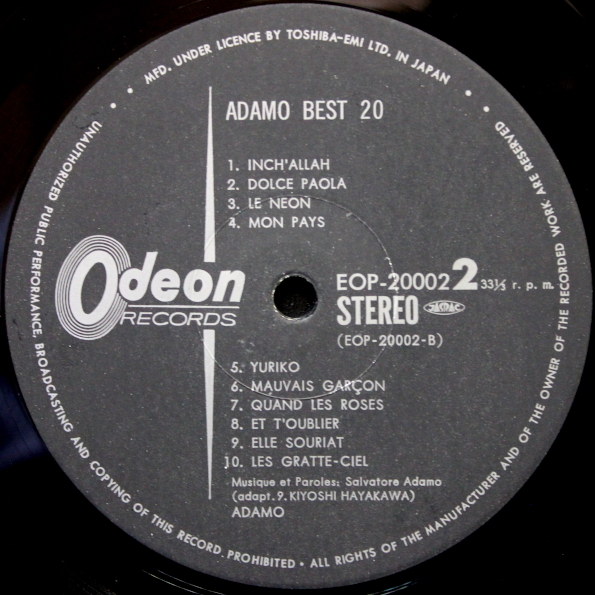 MFD. UNDER LICENCE BY TOSHIBA-EMI LTD. IN JAPAN
ADAMO BEST 20
1. INCH'ALLAH
2. DOLCE PAOLA
3. LE NEON
4. MON PAYS
Odeon
RECORDS
EOP-20002 2 33⅓ r. p. m.
STEREO JASRAC
(EOP-20002-B)
5. YURIKO
6. MAUVAIS GARÇON
7. QUAND LES ROSES
8. ET T'OUBLIER
9. ELLE SOURIAT
10. LES GRATTE-CIEL
Musique et Paroles: Salvatore Adamo
(adapt. 9. KIYOSHI HAYAKAWA)
ADAMO
UNAUTHORIZED PUBLIC PERFORMANCE, BROADCASTING AND COPYING OF THIS RECORD PROHIBITED • ALL RIGHTS OF THE MANUFACTURER AND OF THE OWNER OF THE RECORDED WORK ARE RESERVED